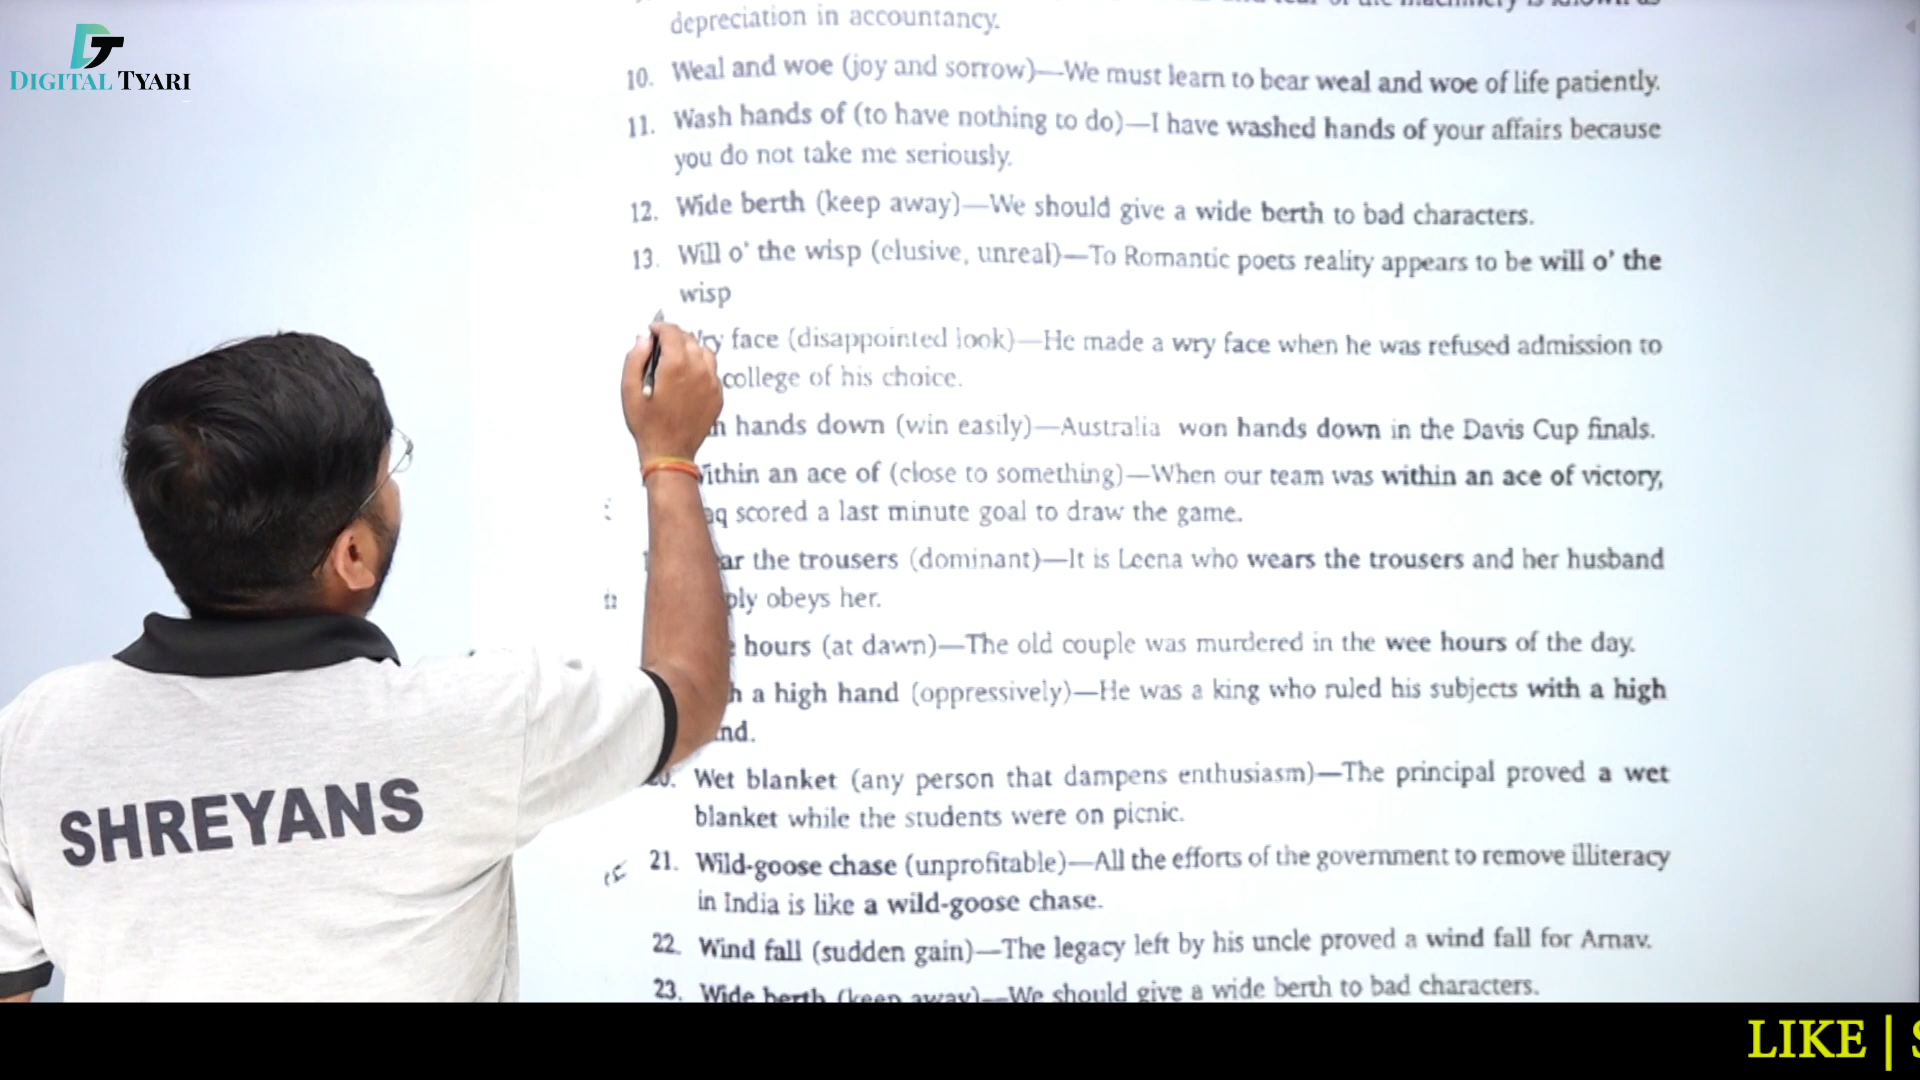 DT
DIGITAL TYARI
depreciation in accountancy.
10. Weal and woe (joy and sorrow)—We must learn to bear weal and woe of life patiently.
11. Wash hands of (to have nothing to do)—I have washed hands of your affairs because
you do not take me seriously.
12. Wide berth (keep away)—We should give a wide berth to bad characters.
13. Will o' the wisp (elusive, unreal)—To Romantic poets reality appears to be will o' the
wisp
face (disappointed look)—He made a wry face when he was refused admission to
college of his choice.
hands down (win easily)—Australia won hands down in the Davis Cup finals.
ithin an ace of (close to something)—When our team was within an ace of victory,
scored a last minute goal to draw the game.
the trousers (dominant)—It is Leena who wears the trousers and her husband
ply obeys her.
hours (at dawn)—The old couple was murdered in the wee hours of the day.
a high hand (oppressively)—He was a king who ruled his subjects with a high
nd.
Wet blanket (any person that dampens enthusiasm)—The principal proved a wet
blanket while the students were on picnic.
21. Wild-goose chase (unprofitable)—All the efforts of the government to remove illiteracy
in India is like a wild-goose chase.
22. Wind fall (sudden gain)—The legacy left by his uncle proved a wind fall for Arnav.
23. Wide berth (keep away)—We should give a wide berth to bad characters.
SHREYANS
LIKE |